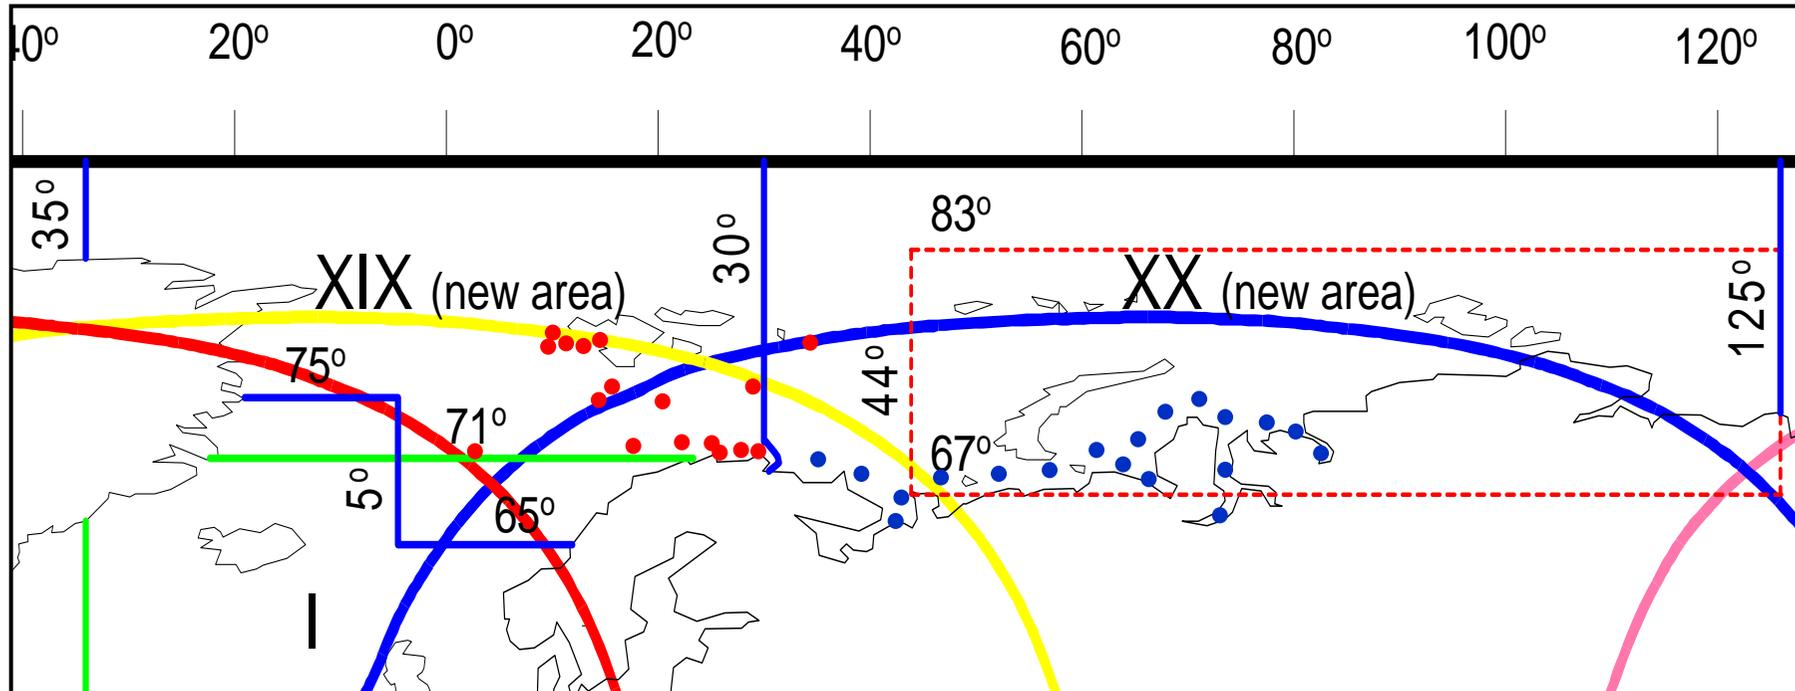 40º 20º 0º 20º 40º 60º 80º 100º 120º
35º
30º
83º
XIX (new area)
XX (new area)
125º
75º
44º
71º
67º
5º
65º
I